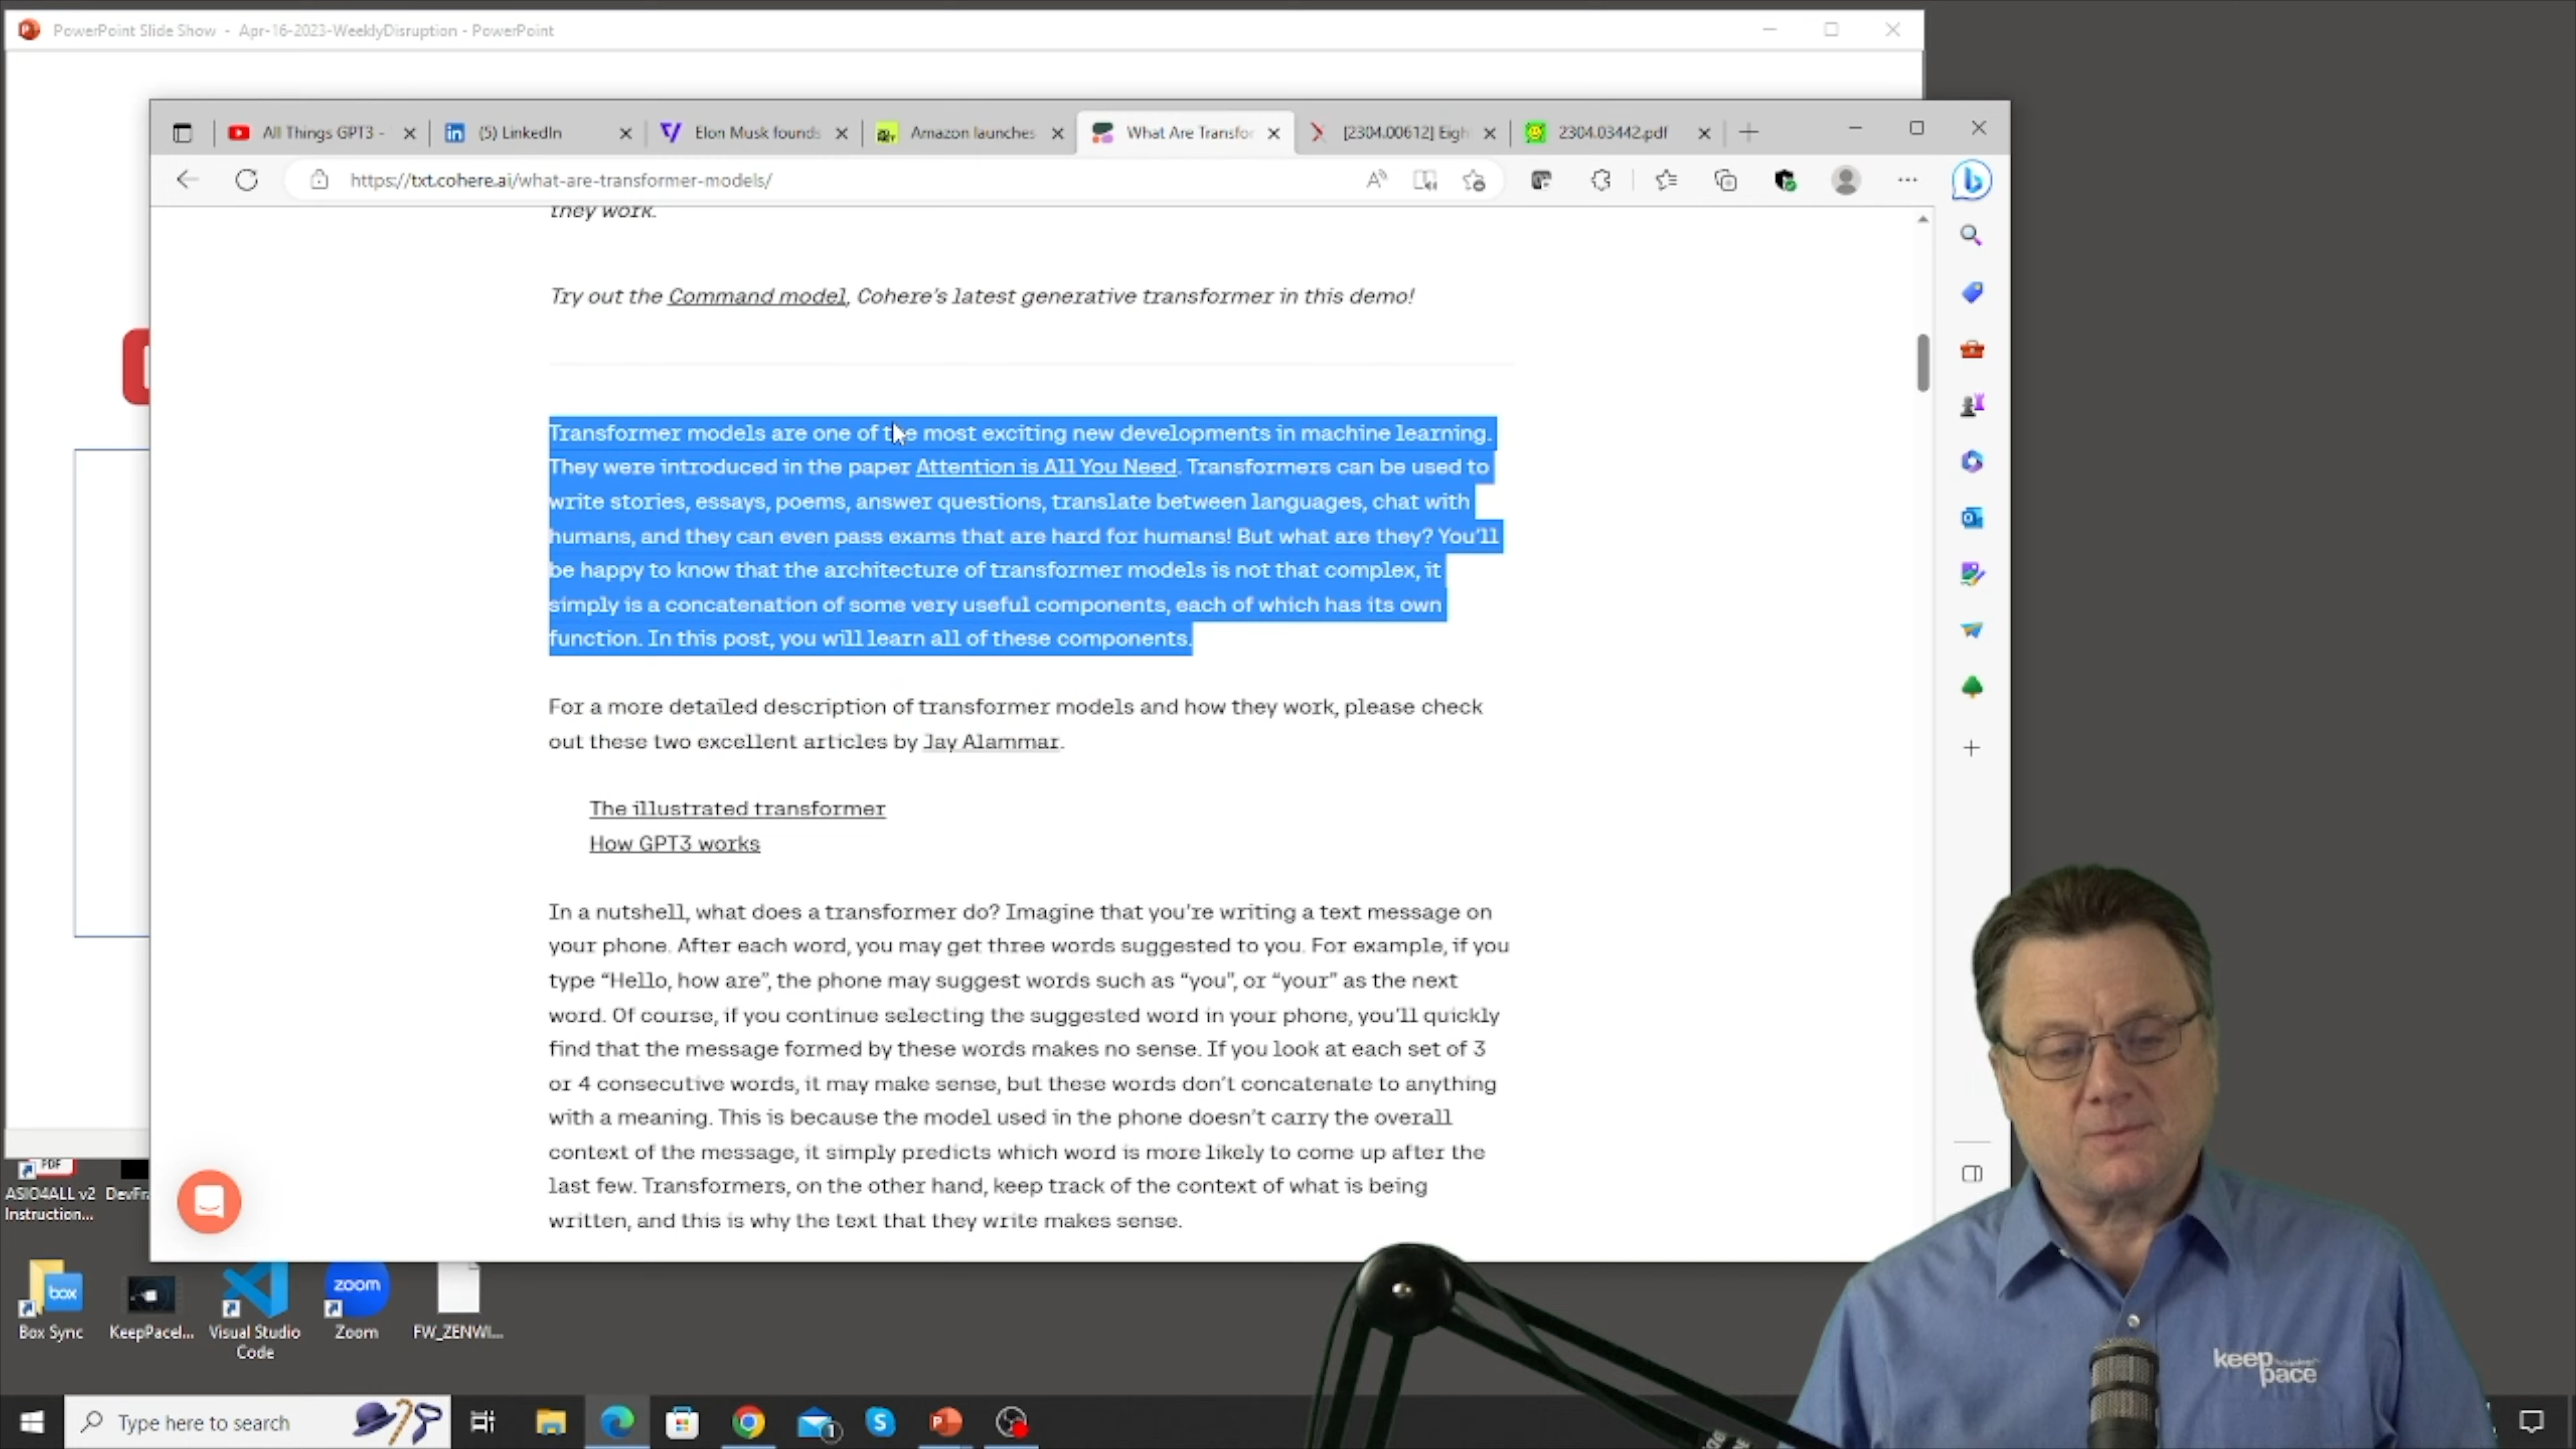 PowerPoint Slide Show - Apr-16-2023-WeeklyDisruption - PowerPoint
All Things GPT3 -
(5) LinkedIn
Elon Musk founds
Amazon launches
What Are Transfor
[2304.00612] Eigh
2304.03442.pdf
https://txt.cohere.ai/what-are-transformer-models/
they work.
Try out the Command model, Cohere's latest generative transformer in this demo!
Transformer models are one of the most exciting new developments in machine learning.
They were introduced in the paper Attention is All You Need. Transformers can be used to
write stories, essays, poems, answer questions, translate between languages, chat with
humans, and they can even pass exams that are hard for humans! But what are they? You'll
be happy to know that the architecture of transformer models is not that complex, it
simply is a concatenation of some very useful components, each of which has its own
function. In this post, you will learn all of these components.
For a more detailed description of transformer models and how they work, please check
out these two excellent articles by Jay Alammar.
The illustrated transformer
How GPT3 works
In a nutshell, what does a transformer do? Imagine that you're writing a text message on
your phone. After each word, you may get three words suggested to you. For example, if you
type “Hello, how are”, the phone may suggest words such as “you”, or “your” as the next
word. Of course, if you continue selecting the suggested word in your phone, you'll quickly
find that the message formed by these words makes no sense. If you look at each set of 3
or 4 consecutive words, it may make sense, but these words don't concatenate to anything
with a meaning. This is because the model used in the phone doesn't carry the overall
context of the message, it simply predicts which word is more likely to come up after the
last few. Transformers, on the other hand, keep track of the context of what is being
written, and this is why the text that they write makes sense.
PDF
ASIO4ALL v2
Instruction...
DevFra
box
Box Sync
KeepPaceI...
Visual Studio
Code
zoom
Zoom
FW_ZENWI...
keep
pace
Type here to search
1